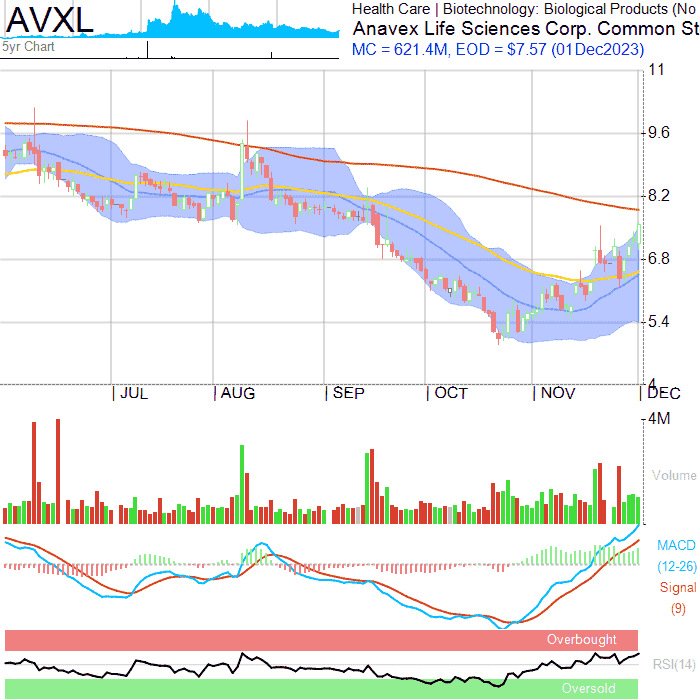 AVXL
5yr Chart
Health Care | Biotechnology: Biological Products (No
Anavex Life Sciences Corp. Common St
MC = 621.4M, EOD = $7.57 (01Dec2023)
11
9.6
8.2
6.8
5.4
4
JUL AUG SEP OCT NOV DEC
4M
Volume
MACD
(12-26)
Signal
(9)
Overbought
RSI(14)
Oversold